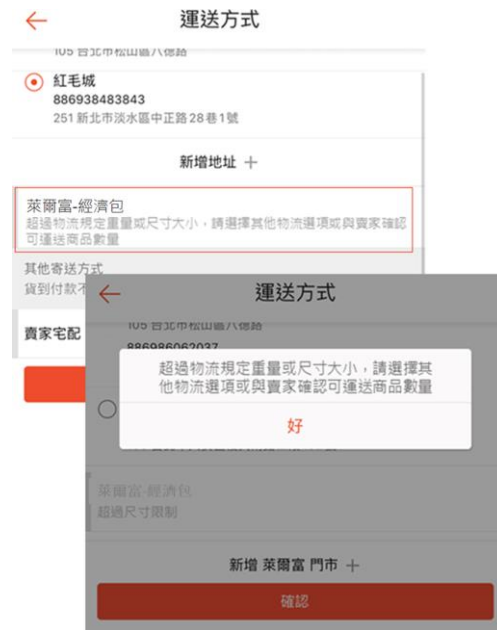 運送方式
105 台北市松山區八德路
紅毛城
886938483843
251 新北市淡水區中正路28巷1號
新增地址 +
萊爾富-經濟包
超過物流規定重量或尺寸大小，請選擇其他物流選項或與賣家確認
可運送商品數量
其他寄送方式
貨到付款不
賣家宅配
運送方式
105 台北市松山區八德路
886986062037
超過物流規定重量或尺寸大小，請選擇其
他物流選項或與賣家確認可運送商品數量
好
萊爾富-經濟包
超過尺寸限制
新增 萊爾富 門市 +
確認